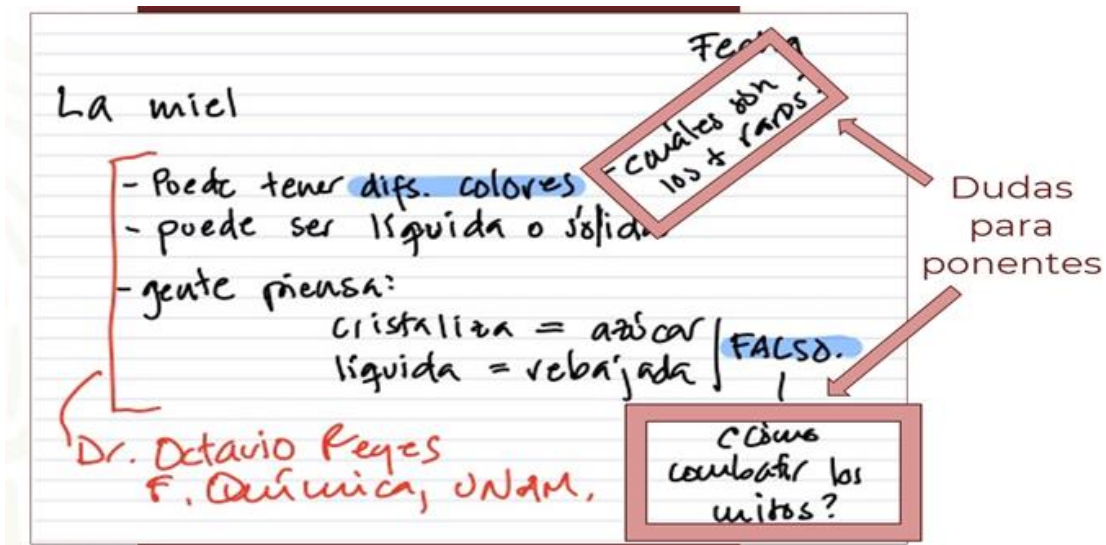 Fecha
La miel
- cuáles son
los + raros -
- Puede tener difs. colores
- puede ser líquida o sólida
- gente piensa:
cristaliza = azúcar
líquida = rebajada
FALSO.
Dr. Octavio Reyes
F. Química, UNAM.
¿Cómo
combatir los
mitos?
Dudas
para
ponentes